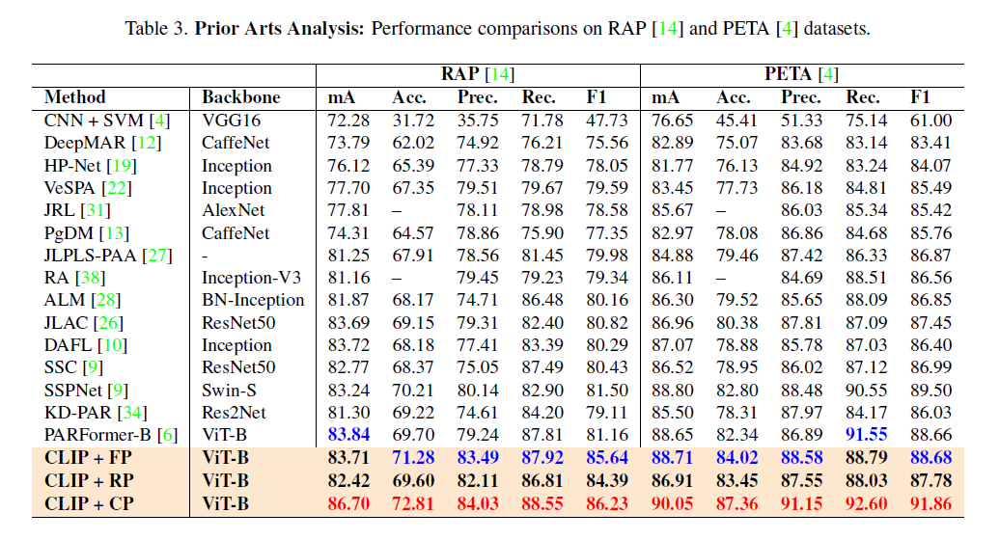 Table 3. Prior Arts Analysis: Performance comparisons on RAP [14] and PETA [4] datasets.
RAP [14] PETA [4]
Method Backbone mA Acc. Prec. Rec. F1 mA Acc. Prec. Rec. F1
CNN + SVM [4] VGG16 72.28 31.72 35.75 71.78 47.73 76.65 45.41 51.33 75.14 61.00
DeepMAR [12] CaffeNet 73.79 62.02 74.92 76.21 75.56 82.89 75.07 83.68 83.14 83.41
HP-Net [19] Inception 76.12 65.39 77.33 78.79 78.05 81.77 76.13 84.92 83.24 84.07
VeSPA [22] Inception 77.70 67.35 79.51 79.67 79.59 83.45 77.73 86.18 84.81 85.49
JRL [31] AlexNet 77.81 – 78.11 78.98 78.58 85.67 – 86.03 85.34 85.42
PgDM [13] CaffeNet 74.31 64.57 78.86 75.90 77.35 82.97 78.08 86.86 84.68 85.76
JLPLS-PAA [27] - 81.25 67.91 78.56 81.45 79.98 84.88 79.46 87.42 86.33 86.87
RA [38] Inception-V3 81.16 – 79.45 79.23 79.34 86.11 – 84.69 88.51 86.56
ALM [28] BN-Inception 81.87 68.17 74.71 86.48 80.16 86.30 79.52 85.65 88.09 86.85
JLAC [26] ResNet50 83.69 69.15 79.31 82.40 80.82 86.96 80.38 87.81 87.09 87.45
DAFL [10] Inception 83.72 68.18 77.41 83.39 80.29 87.07 78.88 85.78 87.03 86.40
SSC [9] ResNet50 82.77 68.37 75.05 87.49 80.43 86.52 78.95 86.02 87.12 86.99
SSPNet [9] Swin-S 83.24 70.21 80.14 82.90 81.50 88.80 82.80 88.48 90.55 89.50
KD-PAR [34] Res2Net 81.30 69.22 74.61 84.20 79.11 85.50 78.31 87.97 84.17 86.03
PARFormer-B [6] ViT-B 83.84 69.70 79.24 87.81 81.16 88.65 82.34 86.89 91.55 88.66
CLIP + FP ViT-B 83.71 71.28 83.49 87.92 85.64 88.71 84.02 88.58 88.79 88.68
CLIP + RP ViT-B 82.42 69.60 82.11 86.81 84.39 86.91 83.45 87.55 88.03 87.78
CLIP + CP ViT-B 86.70 72.81 84.03 88.55 86.23 90.05 87.36 91.15 92.60 91.86